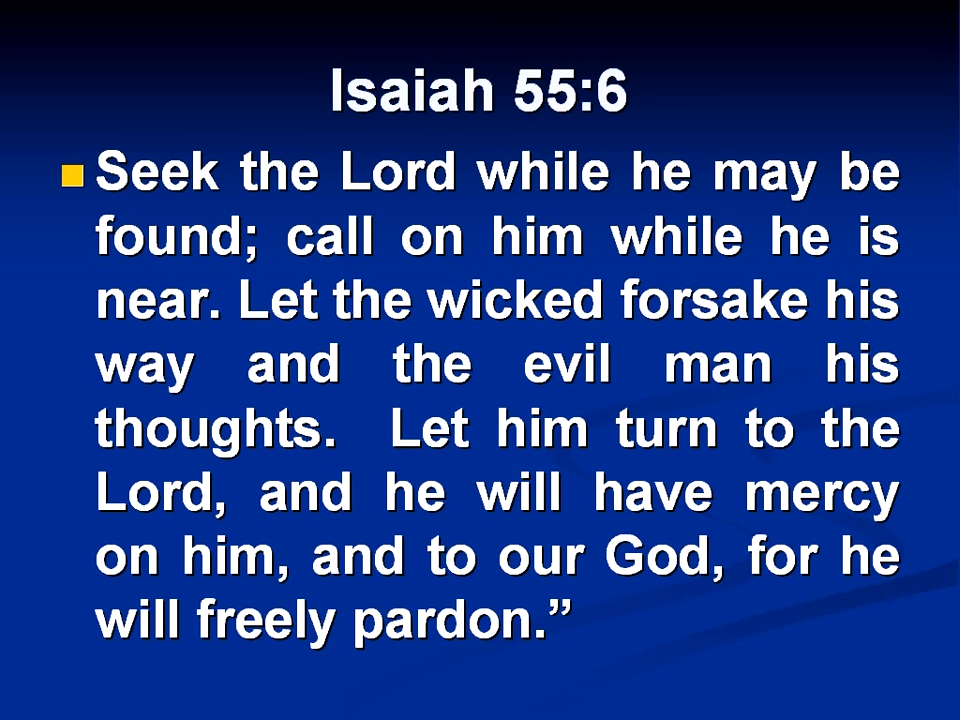 Isaiah 55:6
Seek the Lord while he may be
found; call on him while he is
near. Let the wicked forsake his
way and the evil man his
thoughts.  Let him turn to the
Lord, and he will have mercy
on him, and to our God, for he
will freely pardon.”